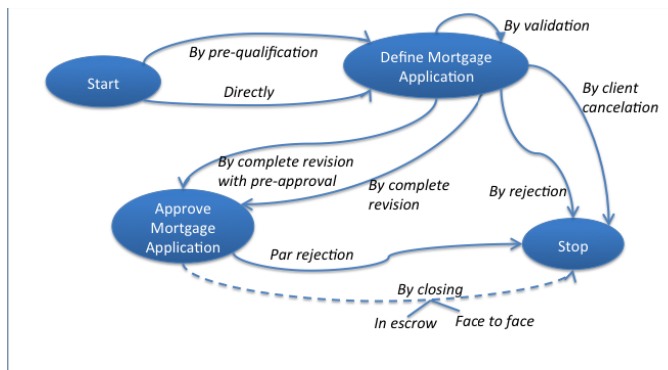 By validation
By pre-qualification
Define Mortgage
Application
Start
Directly
By client
cancelation
By complete revision
with pre-approval
By complete
revision
By rejection
Approve
Mortgage
Application
Par rejection
Stop
By closing
In escrow
Face to face